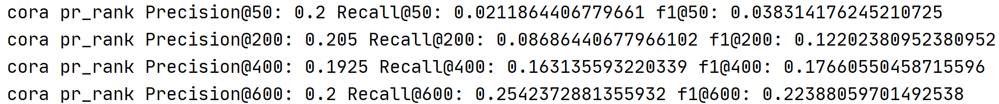 cora pr_rank Precision@50: 0.2 Recall@50: 0.0211864406779661 f1@50: 0.038314176245210725
cora pr_rank Precision@200: 0.205 Recall@200: 0.08686440677966102 f1@200: 0.12202380952380952
cora pr_rank Precision@400: 0.1925 Recall@400: 0.163135593220339 f1@400: 0.17660550458715596
cora pr_rank Precision@600: 0.2 Recall@600: 0.2542372881355932 f1@600: 0.22388059701492538